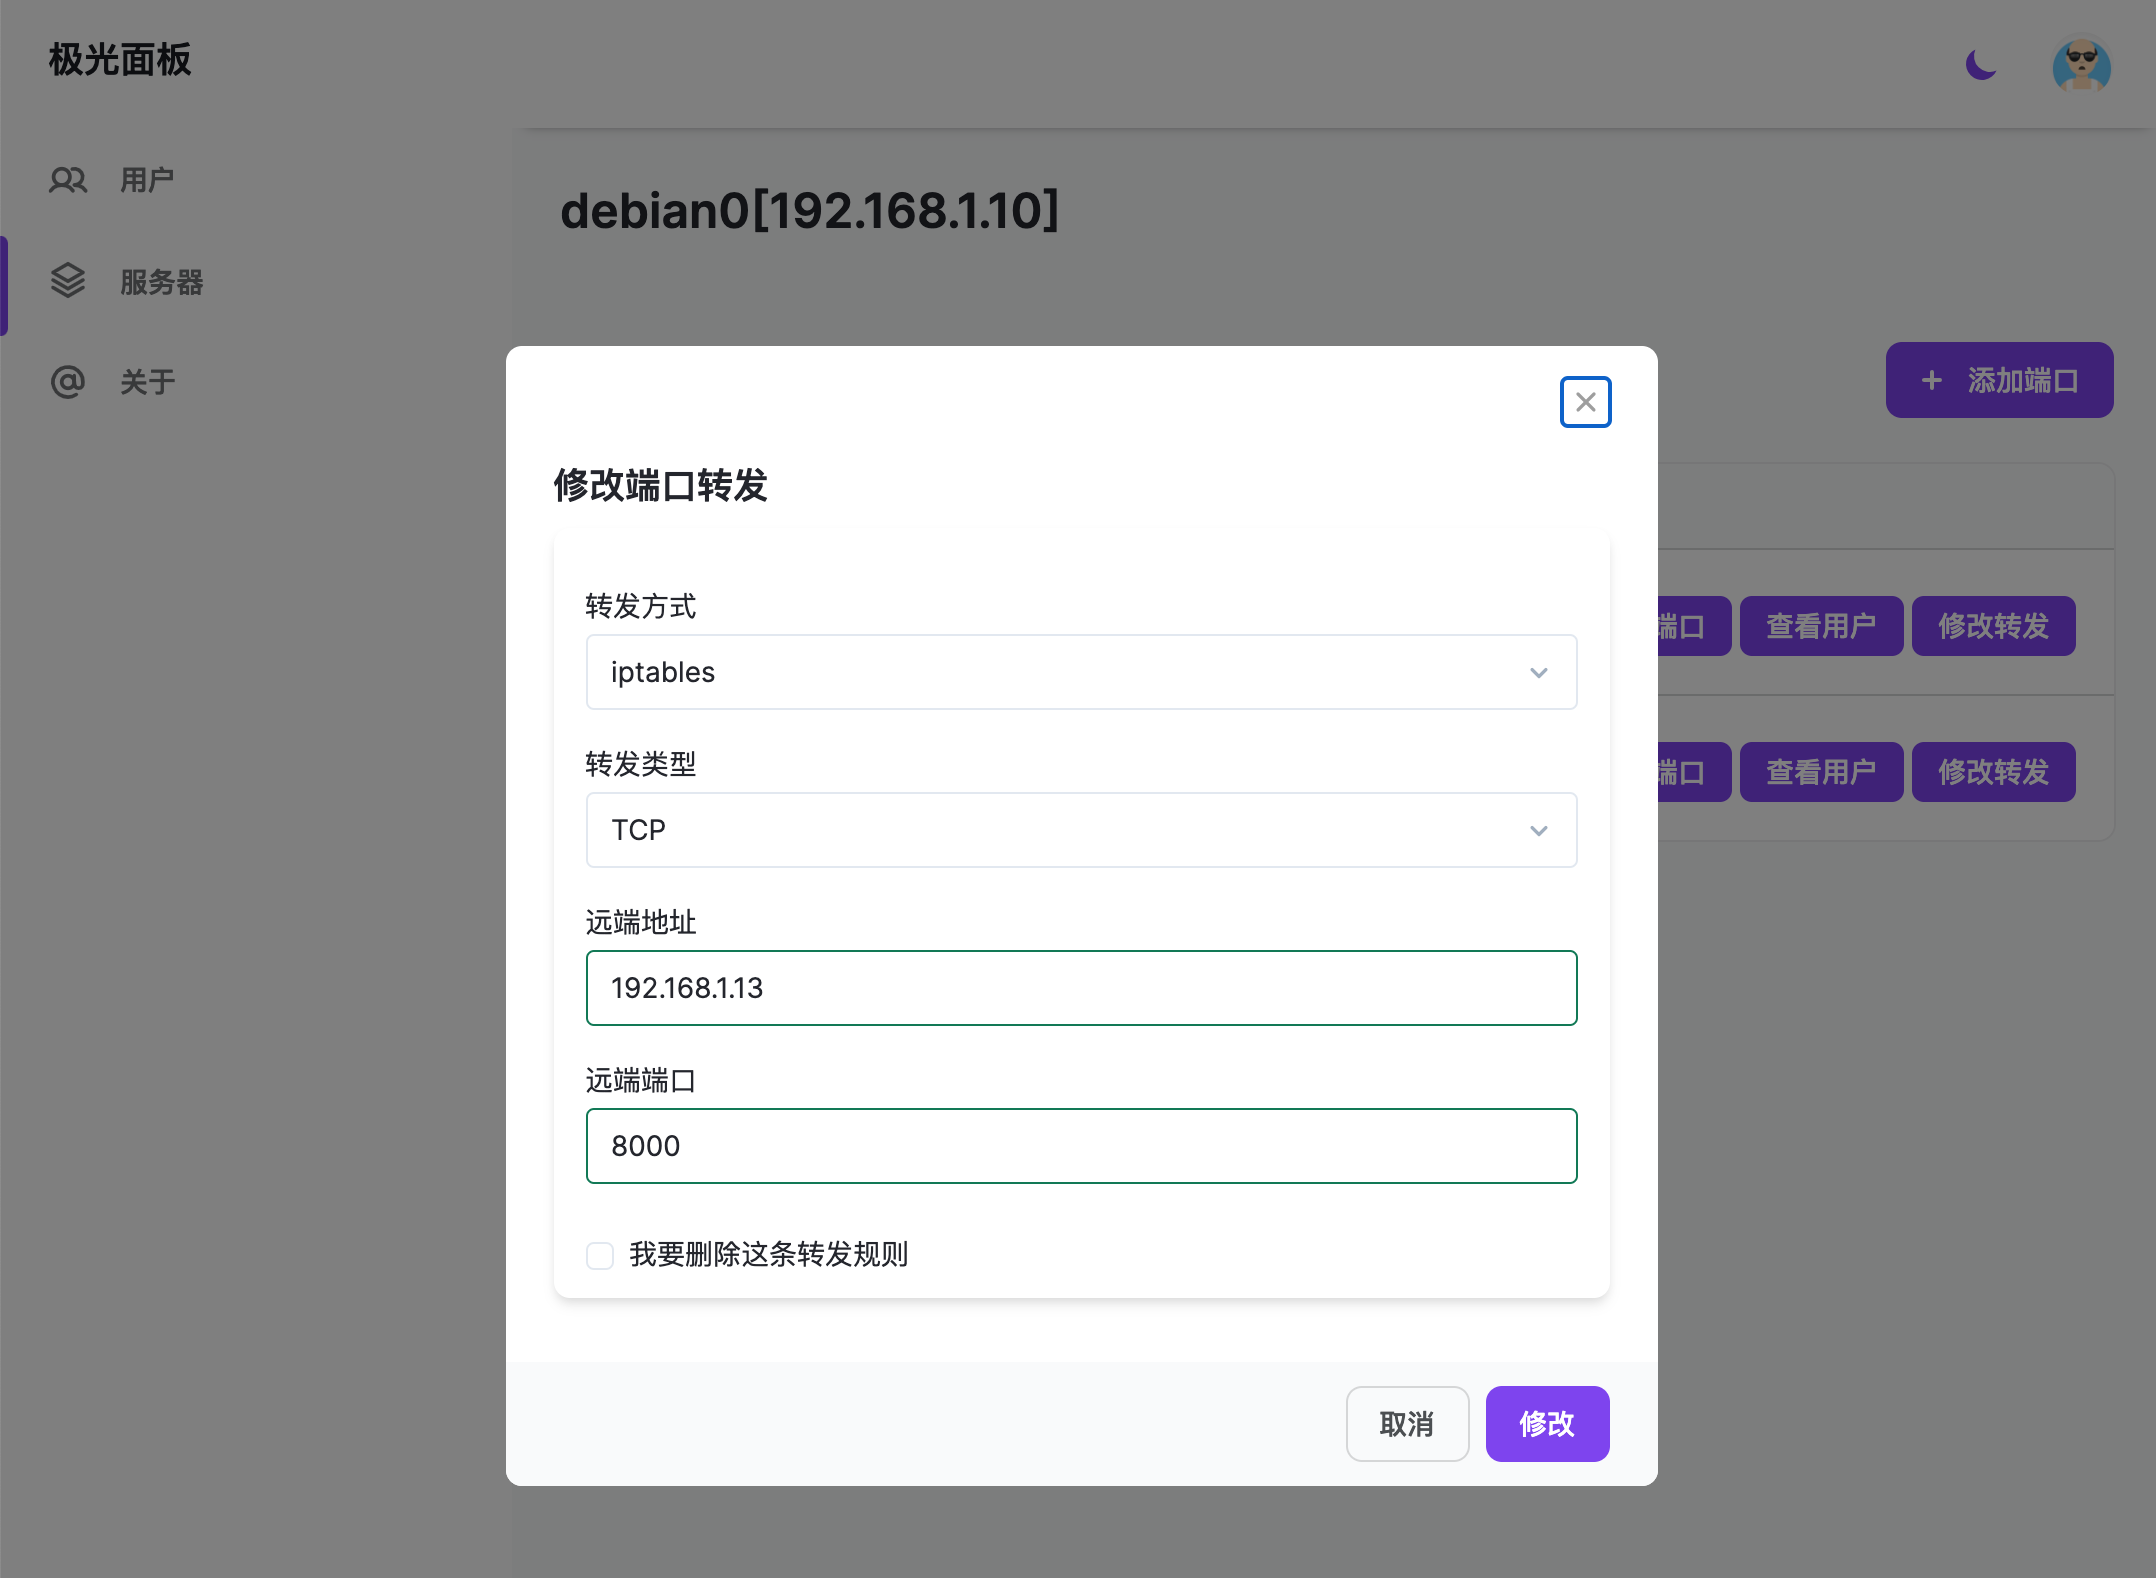 极光面板
用户
服务器
关于
debian0[192.168.1.10]
+ 添加端口
端口 查看用户 修改转发
端口 查看用户 修改转发
修改端口转发
转发方式
iptables
转发类型
TCP
远端地址
192.168.1.13
远端端口
8000
我要删除这条转发规则
取消 修改